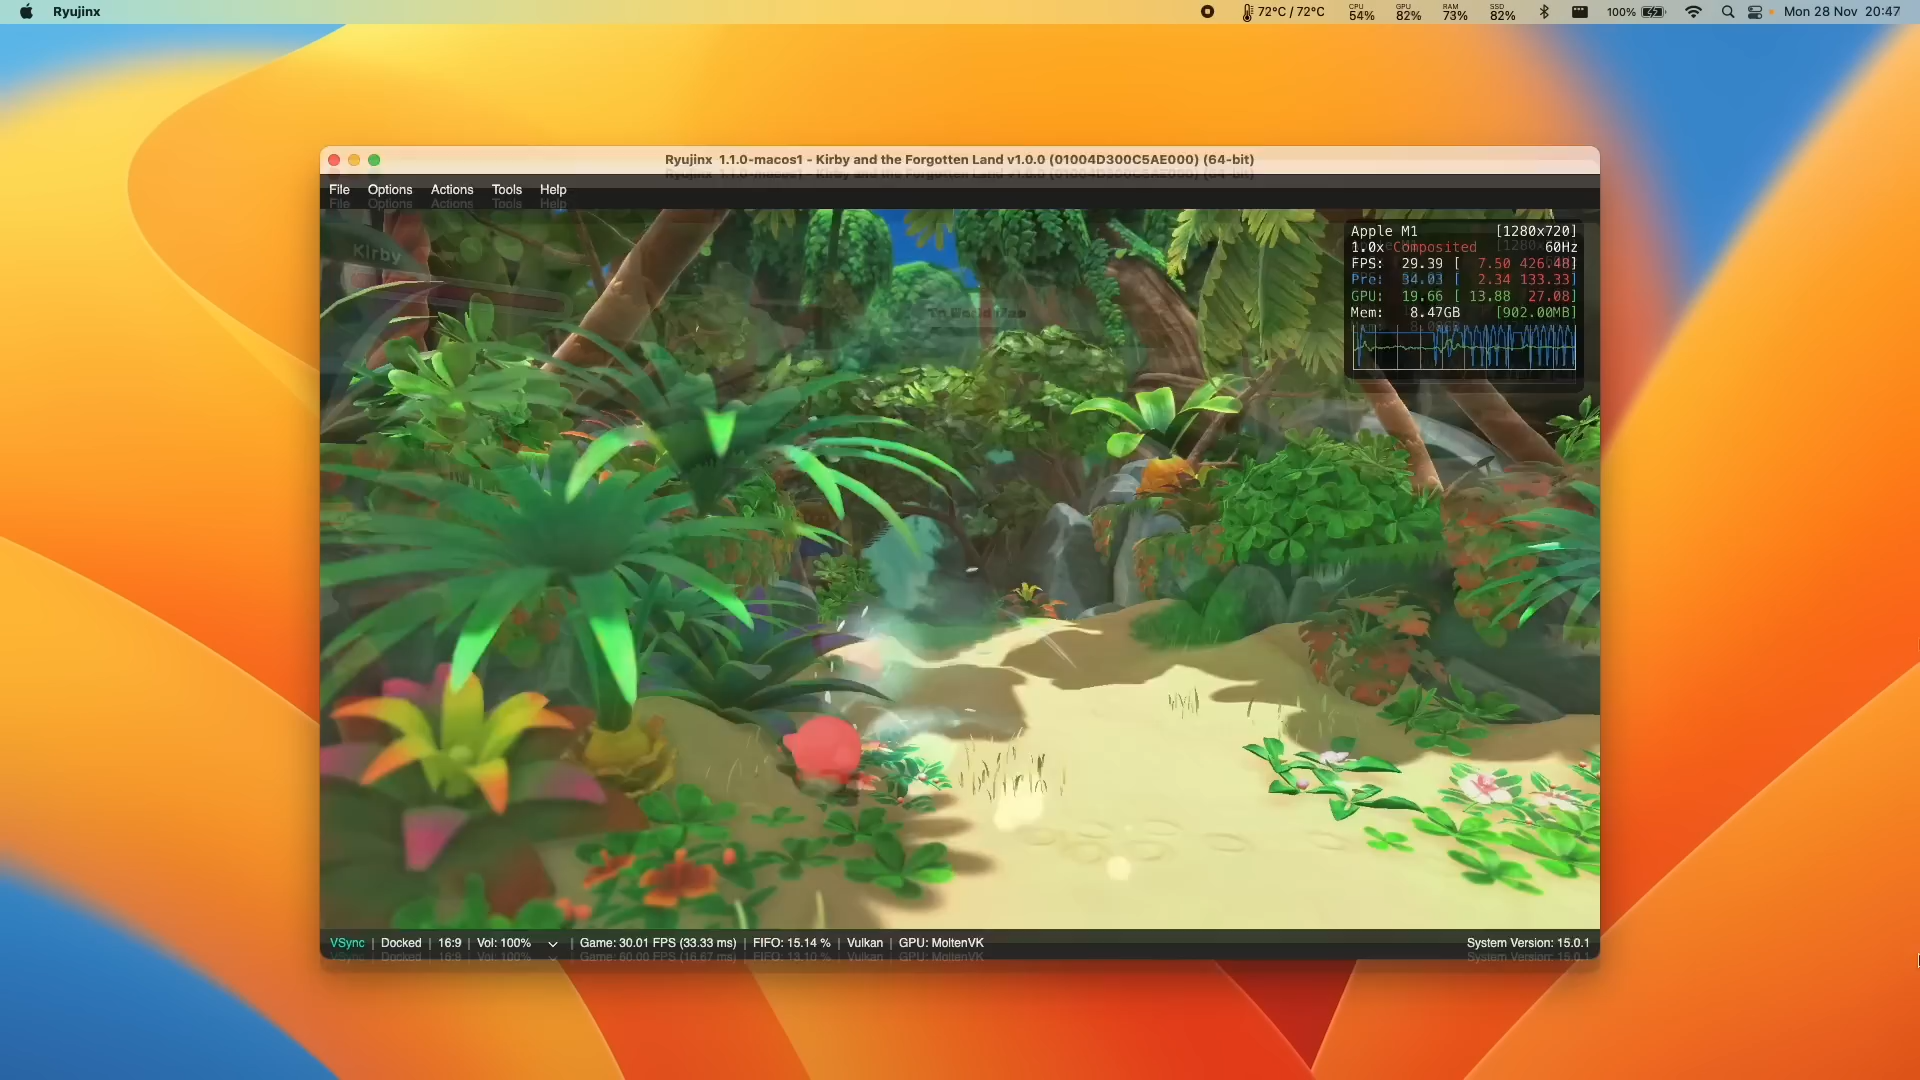 Ryujinx
72°C / 72°C
CPU 54%
GPU 82%
RAM 73%
SSD 82%
100%
Mon 28 Nov 20:47
Ryujinx 1.1.0-macos1 - Kirby and the Forgotten Land v1.0.0 (01004D300C5AE000) (64-bit)
File Options Actions Tools Help
Kirby
Apple M1 [1280x720]
1.0x Composited 60Hz
FPS: 29.39 [ 7.50 426.48]
Pre: 34.03 [ 2.34 133.33]
GPU: 19.66 [ 13.88 27.08]
Mem: 8.47GB [902.00MB]
VSync | Docked | 16:9 | Vol: 100% | Game: 30.01 FPS (33.33 ms) | FIFO: 15.14 % | Vulkan | GPU: MoltenVK
System Version: 15.0.1